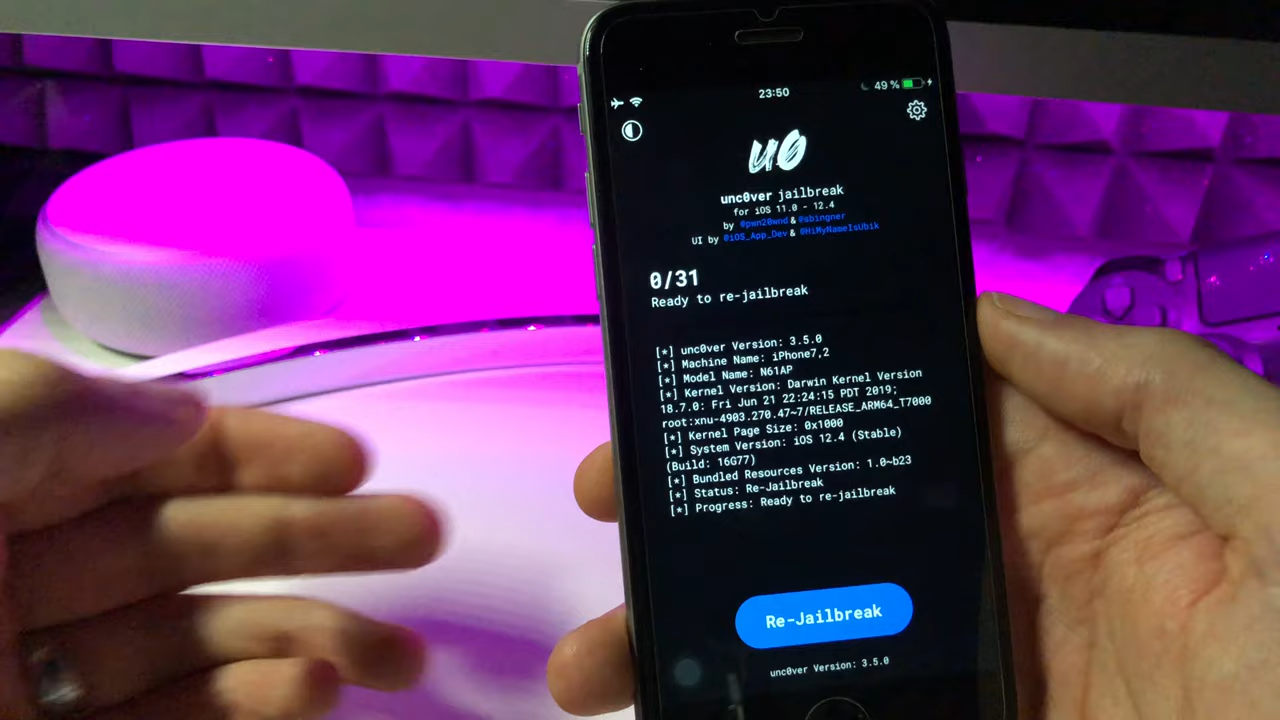 23:50
49 %
u0
unc0ver jailbreak
for iOS 11.0 - 12.4
by @pwn20wnd & @sbingner
UI by @iOS_App_Dev & @HiMyNameIsUbik
0/31
Ready to re-jailbreak
[*] unc0ver Version: 3.5.0
[*] Machine Name: iPhone7,2
[*] Model Name: N61AP
[*] Kernel Version: Darwin Kernel Version
18.7.0: Fri Jun 21 22:24:15 PDT 2019;
root:xnu-4903.270.47~7/RELEASE_ARM64_T7000
[*] Kernel Page Size: 0x1000
[*] System Version: iOS 12.4 (Stable)
(Build: 16G77)
[*] Bundled Resources Version: 1.0~b23
[*] Status: Re-Jailbreak
[*] Progress: Ready to re-jailbreak
Re-Jailbreak
unc0ver Version: 3.5.0